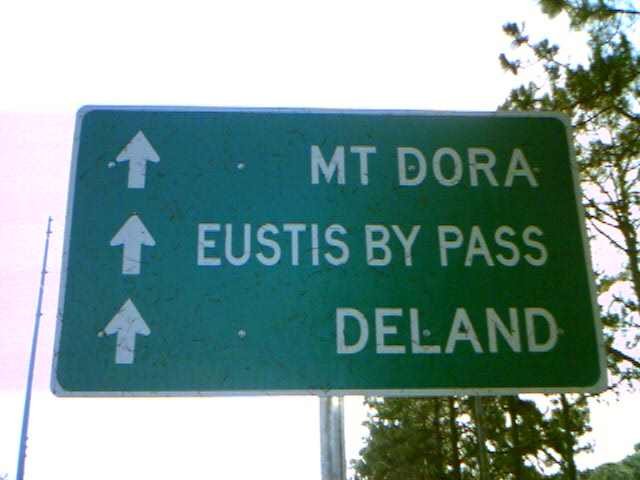 MT DORA
EUSTIS BY PASS
DELAND